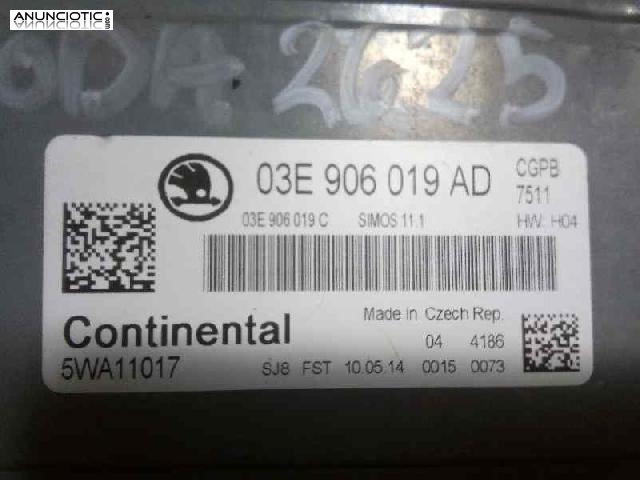 ANUNCIOTIC!
.com
ODA 2625
03E 906 019 AD
CGPB
7511
03E 906 019 C SIMOS 11.1
HW: H04
Made in Czech Rep.
Continental
04 4186
5WA11017
SJ8 FST 10.05.14 0015 0073